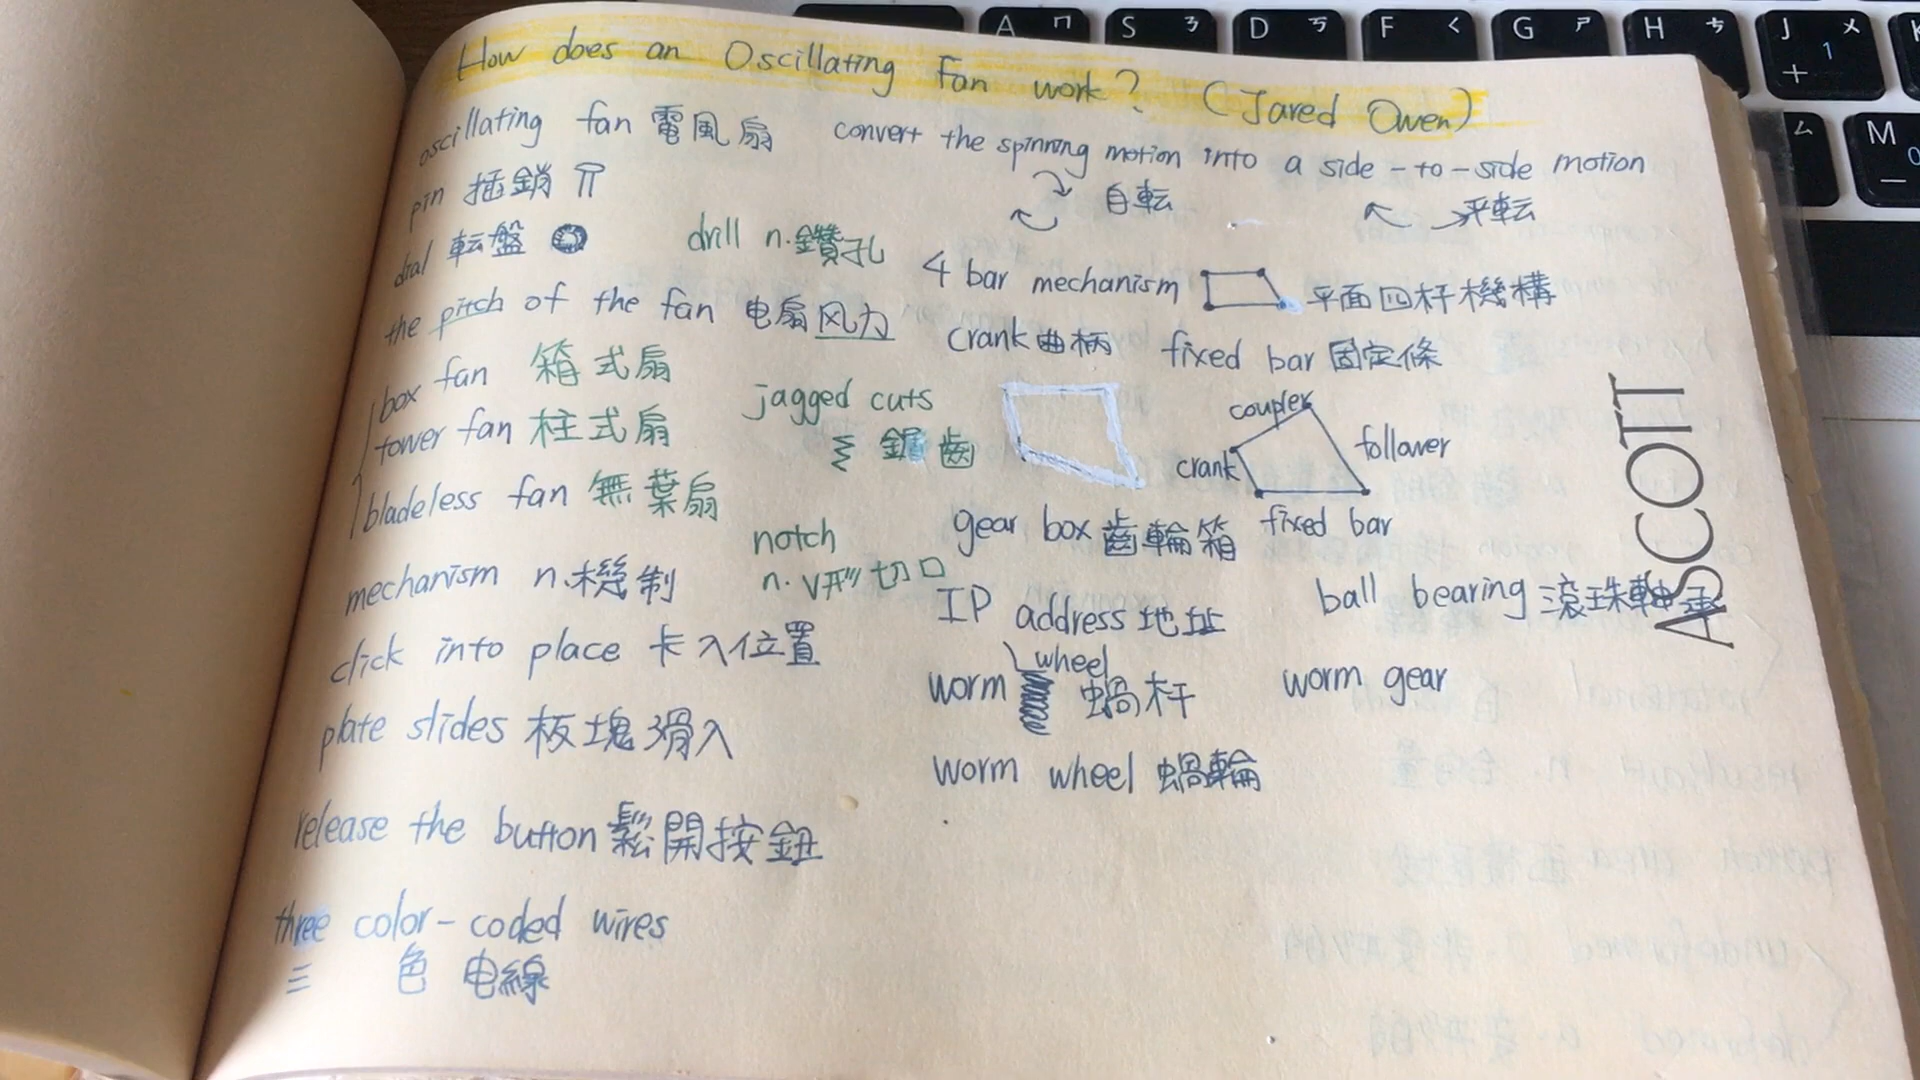 How does an Oscillating fan work? (Jared Owen)
oscillating fan 電風扇
pin 插銷
dial 転盤
drill n.鑽孔
the pitch of the fan 电扇风力
box fan 箱式扇
tower fan 柱式扇
bladeless fan 無葉扇
jagged cuts
鋸齒
notch
n. V形切口
mechanism n.機制
click into place 卡入位置
plate slides 板塊滑入
release the button 鬆開按鈕
three color-coded wires
三 色 电線
convert the spinning motion into a side-to-side motion
自転 平転
4 bar mechanism 平面四杆機構
crank 曲柄 fixed bar 固定條
coupler
follower
crank
fixed bar
gear box 齒輪箱
IP address 地址
ball bearing 滾珠軸承
wheel
worm 蝸杆 worm gear
worm wheel 蝸輪
ASCOTT
A ㄇ S ㄋ D ㄎ F ㄑ G ㄕ H ㄘ J ㄨ 1 +
ㄙ M 0